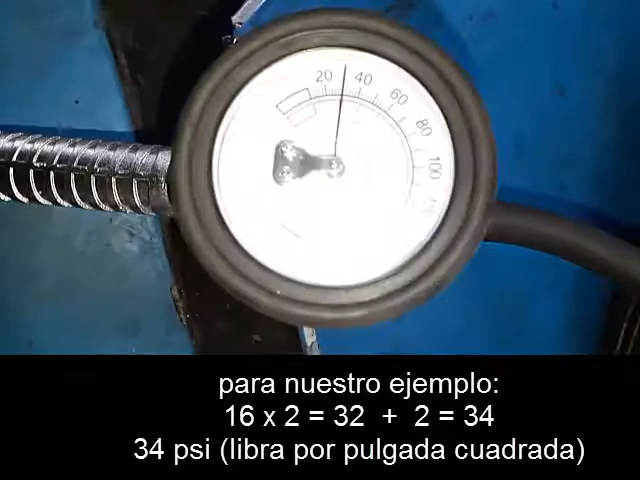 20 40 60 80 100
para nuestro ejemplo:
16 x 2 = 32 + 2 = 34
34 psi (libra por pulgada cuadrada)